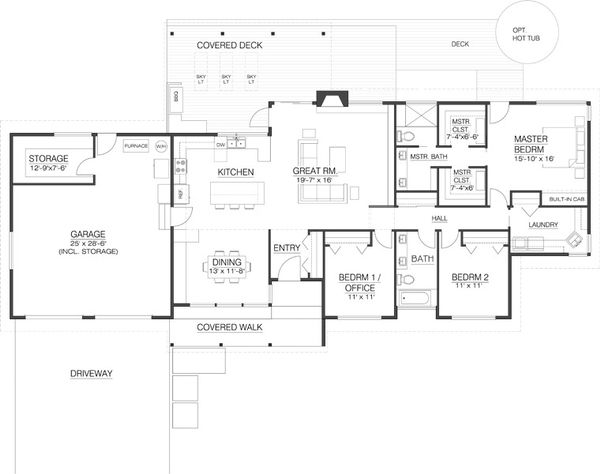 OPT.
HOT TUB
COVERED DECK
DECK
SKY
LT
SKY
LT
SKY
LT
BBQ
STORAGE
12'-9"x7'-6"
FURNACE
W/H
DW
REF
KITCHEN
GREAT RM.
19'-7" x 16'
MSTR
CLST
7'-4"x6'-6"
MSTR. BATH
MSTR
CLST
7'-4"x6'
MASTER
BEDRM
15'-10" x 16'
BUILT-IN CAB
GARAGE
25' x 28'-6"
(INCL. STORAGE)
HALL
LAUNDRY
ENTRY
DINING
13' x 11'-8"
BEDRM 1 /
OFFICE
11' x 11'
BATH
BEDRM 2
11' x 11'
COVERED WALK
DRIVEWAY